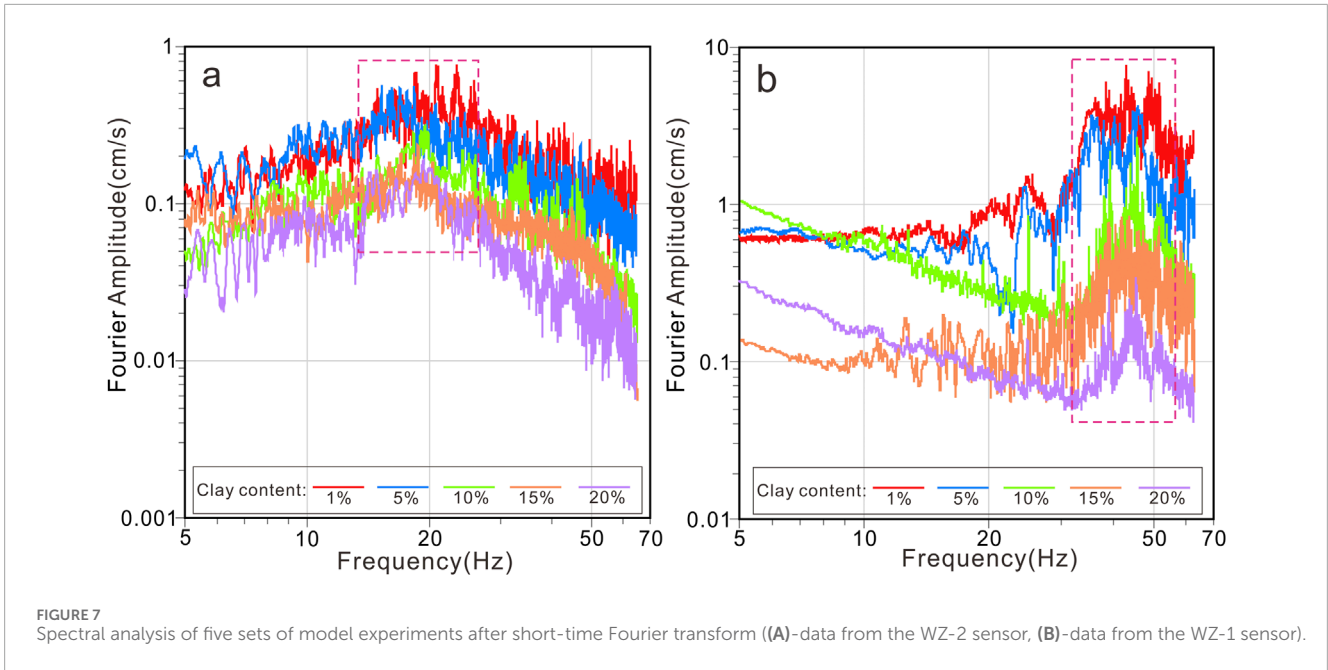 a
Fourier Amplitude(cm/s)
1
0.1
0.01
0.001
Clay content:
1% 5% 10% 15% 20%
5 10 20 50 70
Frequency(Hz)
b
Fourier Amplitude(cm/s)
10
1
0.1
0.01
Clay content:
1% 5% 10% 15% 20%
5 10 20 50 70
Frequency(Hz)
FIGURE 7
Spectral analysis of five sets of model experiments after short-time Fourier transform ((A)-data from the WZ-2 sensor, (B)-data from the WZ-1 sensor).